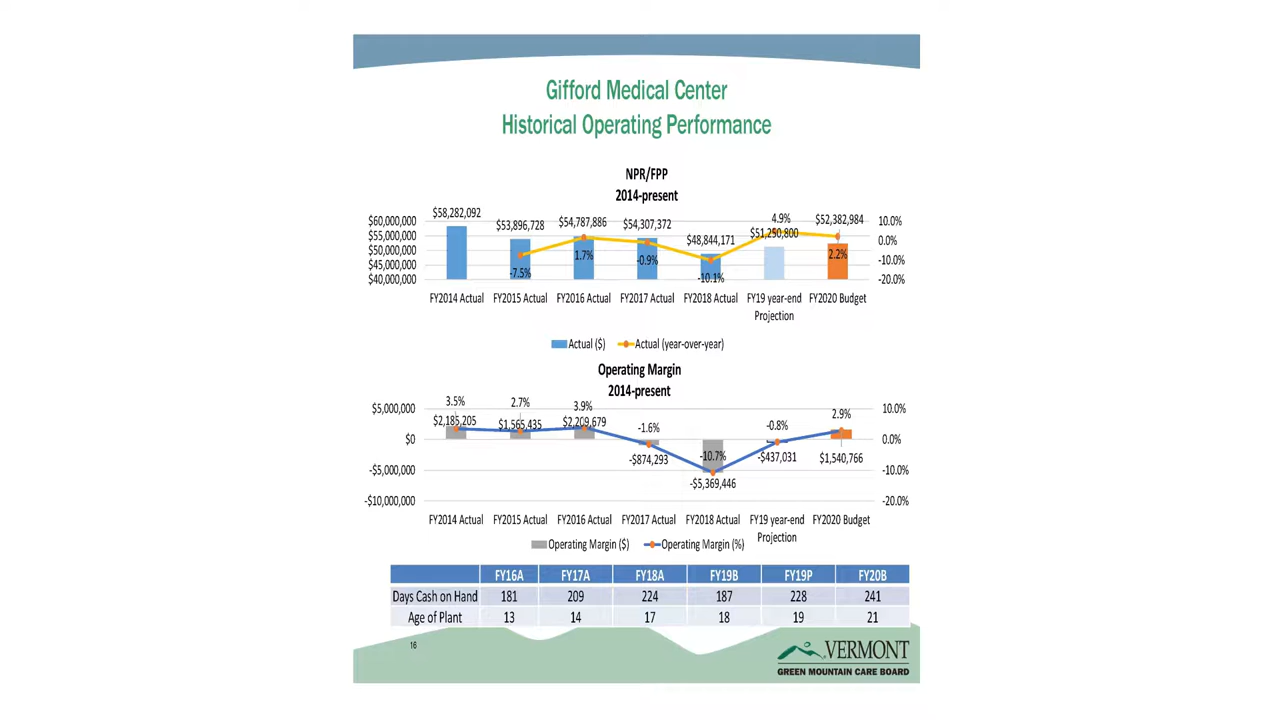 Gifford Medical Center
Historical Operating Performance
NPR/FPP
2014-present
$60,000,000
$55,000,000
$50,000,000
$45,000,000
$40,000,000
$58,282,092
$53,896,728
$54,787,886
$54,307,372
$48,844,171
$51,250,800
$52,382,984
-7.5%
1.7%
-0.9%
-10.1%
4.9%
2.2%
10.0%
0.0%
-10.0%
-20.0%
FY2014 Actual FY2015 Actual FY2016 Actual FY2017 Actual FY2018 Actual FY19 year-end FY2020 Budget
Projection
Actual ($) Actual (year-over-year)
Operating Margin
2014-present
$5,000,000
$0
-$5,000,000
-$10,000,000
3.5%
2.7%
3.9%
-1.6%
-10.7%
-0.8%
2.9%
$2,185,205
$1,565,435
$2,209,679
-$874,293
-$5,369,446
-$437,031
$1,540,766
10.0%
0.0%
-10.0%
-20.0%
FY2014 Actual FY2015 Actual FY2016 Actual FY2017 Actual FY2018 Actual FY19 year-end FY2020 Budget
Projection
Operating Margin ($) Operating Margin (%)
FY16A FY17A FY18A FY19B FY19P FY20B
Days Cash on Hand 181 209 224 187 228 241
Age of Plant 13 14 17 18 19 21
16
VERMONT
GREEN MOUNTAIN CARE BOARD